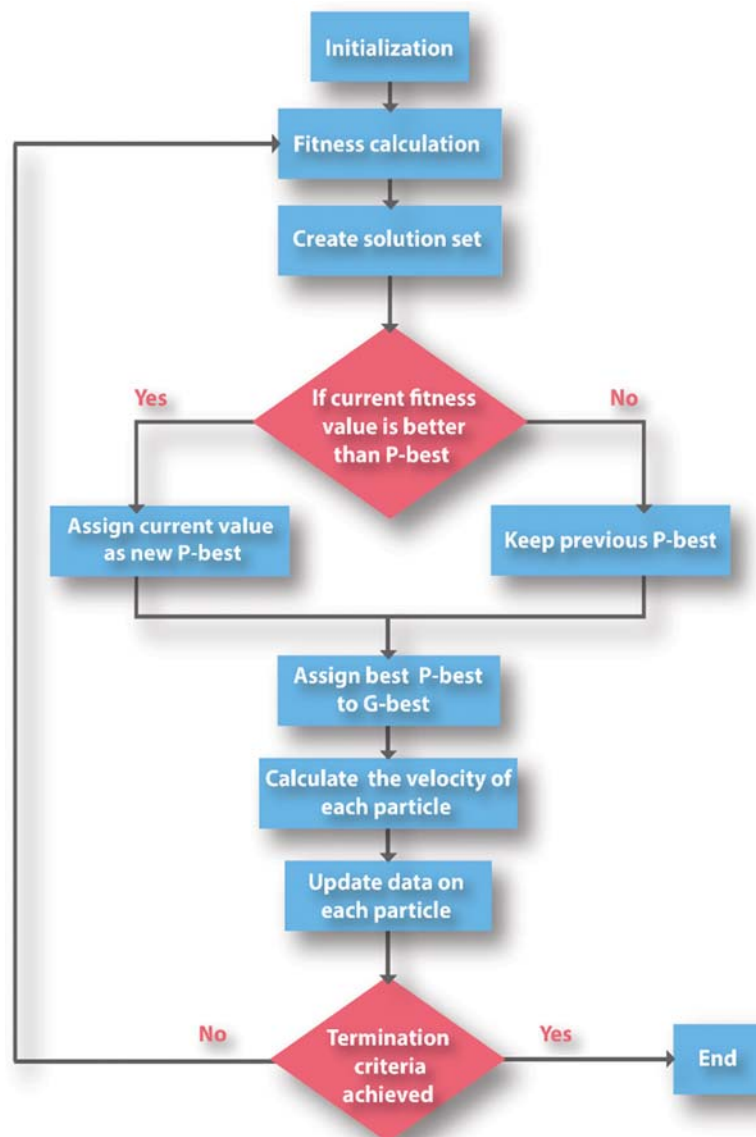 Initialization
Fitness calculation
Create solution set
Yes
If current fitness
value is better
than P-best
No
Assign current value
as new P-best
Keep previous P-best
Assign best P-best
to G-best
Calculate the velocity of
each particle
Update data on
each particle
No
Termination
criteria
achieved
Yes
End